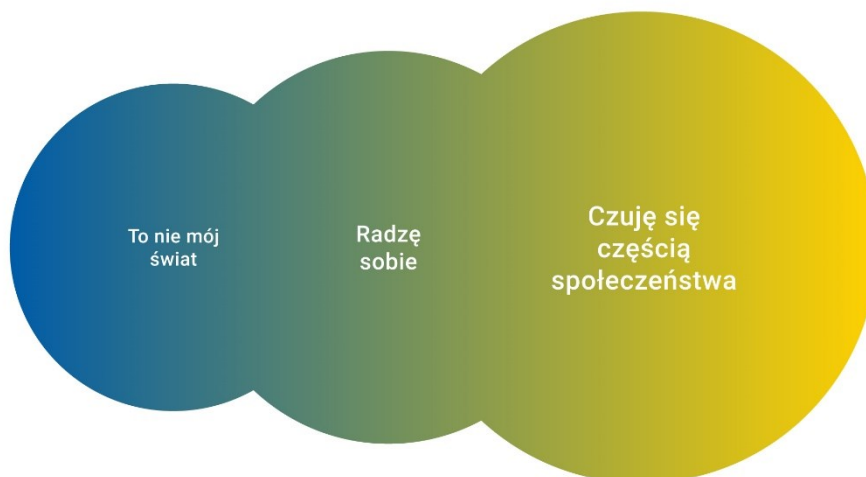 To nie mój
świat
Radzę
sobie
Czuję się
częścią
społeczeństwa